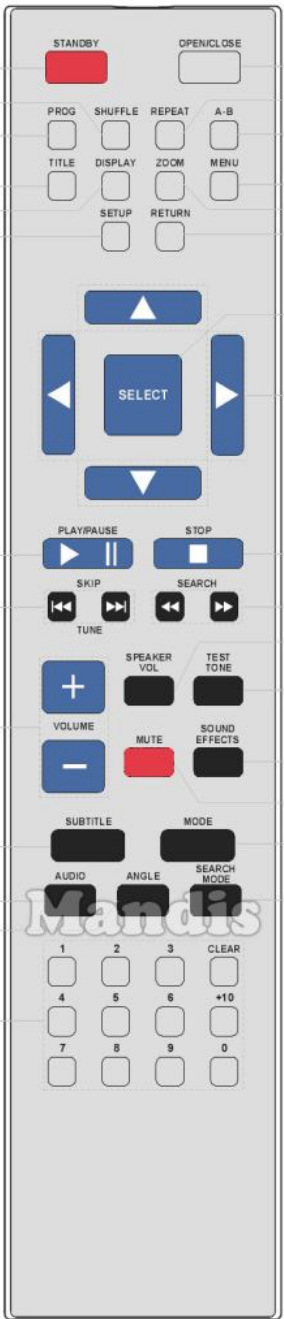 STANDBY OPEN/CLOSE
PROG SHUFFLE REPEAT A-B
TITLE DISPLAY ZOOM MENU
SETUP RETURN
SELECT
PLAY/PAUSE STOP
SKIP SEARCH
TUNE
SPEAKER VOL TEST TONE
+
VOLUME
MUTE SOUND EFFECTS
−
SUBTITLE MODE
AUDIO ANGLE SEARCH MODE
Mandis
1 2 3 CLEAR
4 5 6 +10
7 8 9 0